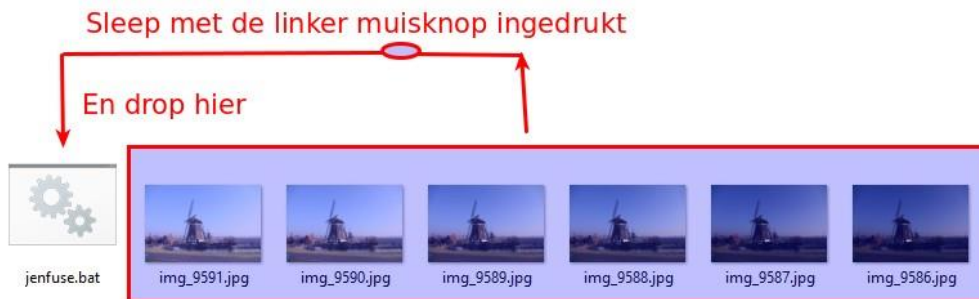 Sleep met de linker muisknop ingedrukt
En drop hier
jenfuse.bat
img_9591.jpg
img_9590.jpg
img_9589.jpg
img_9588.jpg
img_9587.jpg
img_9586.jpg